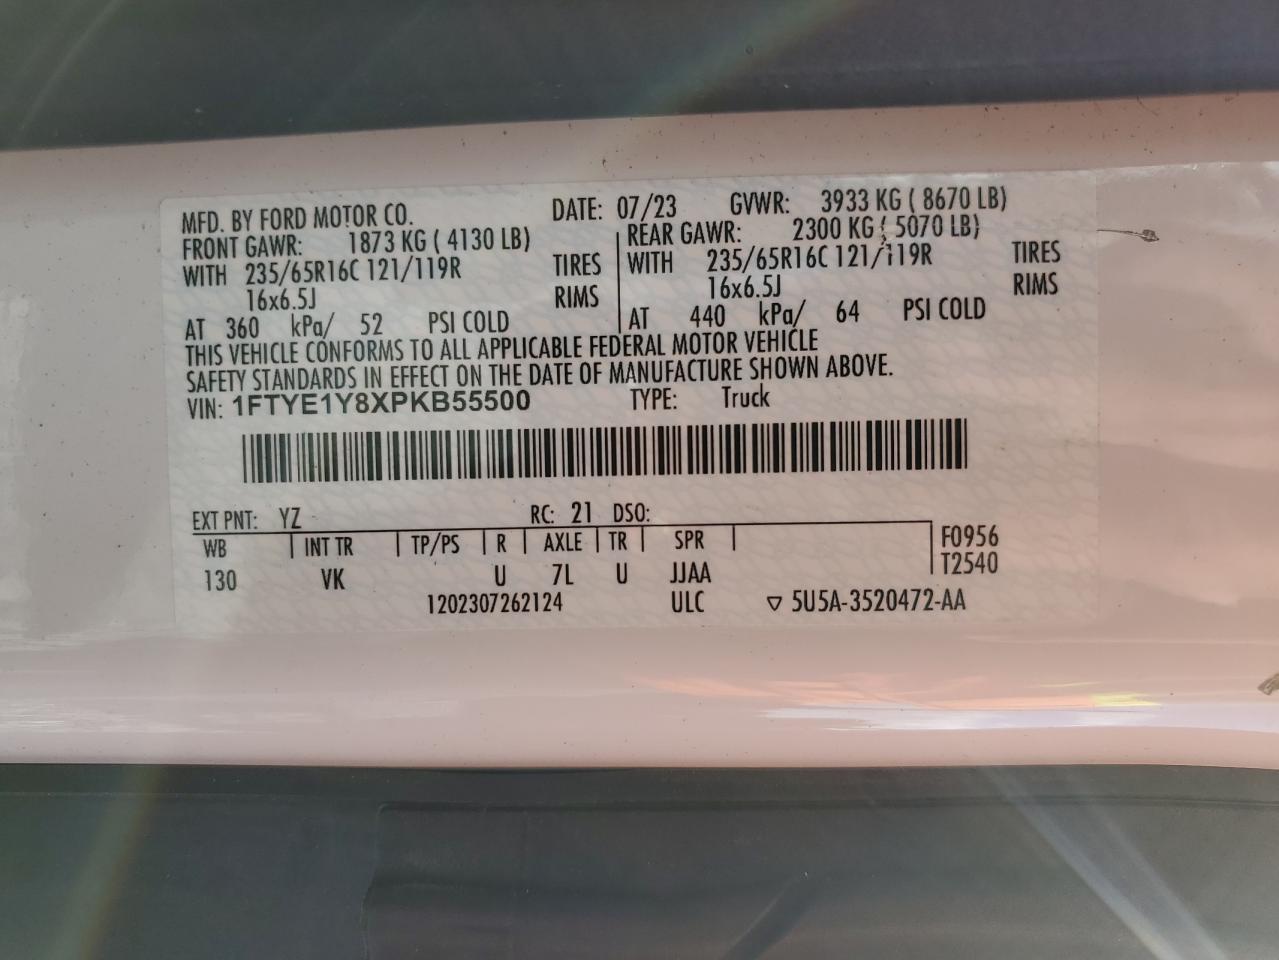 MFD. BY FORD MOTOR CO. DATE: 07/23 GVWR: 3933 KG ( 8670 LB)
FRONT GAWR: 1873 KG ( 4130 LB) REAR GAWR: 2300 KG ( 5070 LB)
WITH 235/65R16C 121/119R TIRES WITH 235/65R16C 121/119R TIRES
16x6.5J RIMS 16x6.5J RIMS
AT 360 kPa/ 52 PSI COLD AT 440 kPa/ 64 PSI COLD
THIS VEHICLE CONFORMS TO ALL APPLICABLE FEDERAL MOTOR VEHICLE
SAFETY STANDARDS IN EFFECT ON THE DATE OF MANUFACTURE SHOWN ABOVE.
VIN: 1FTYE1Y8XPKB55500 TYPE: Truck
EXT PNT: YZ RC: 21 DSO:
WB INT TR TP/PS R AXLE TR SPR F0956
130 VK U 7L U JJAA T2540
1202307262124 ULC ▽ 5U5A-3520472-AA